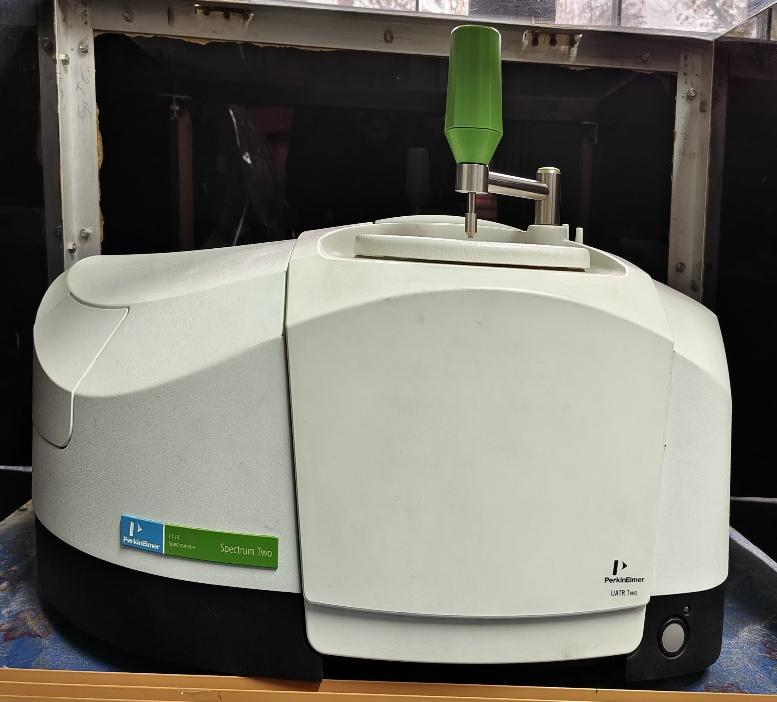 PerkinElmer
FT-IR
Spectrometer
Spectrum Two
PerkinElmer
UATR Two